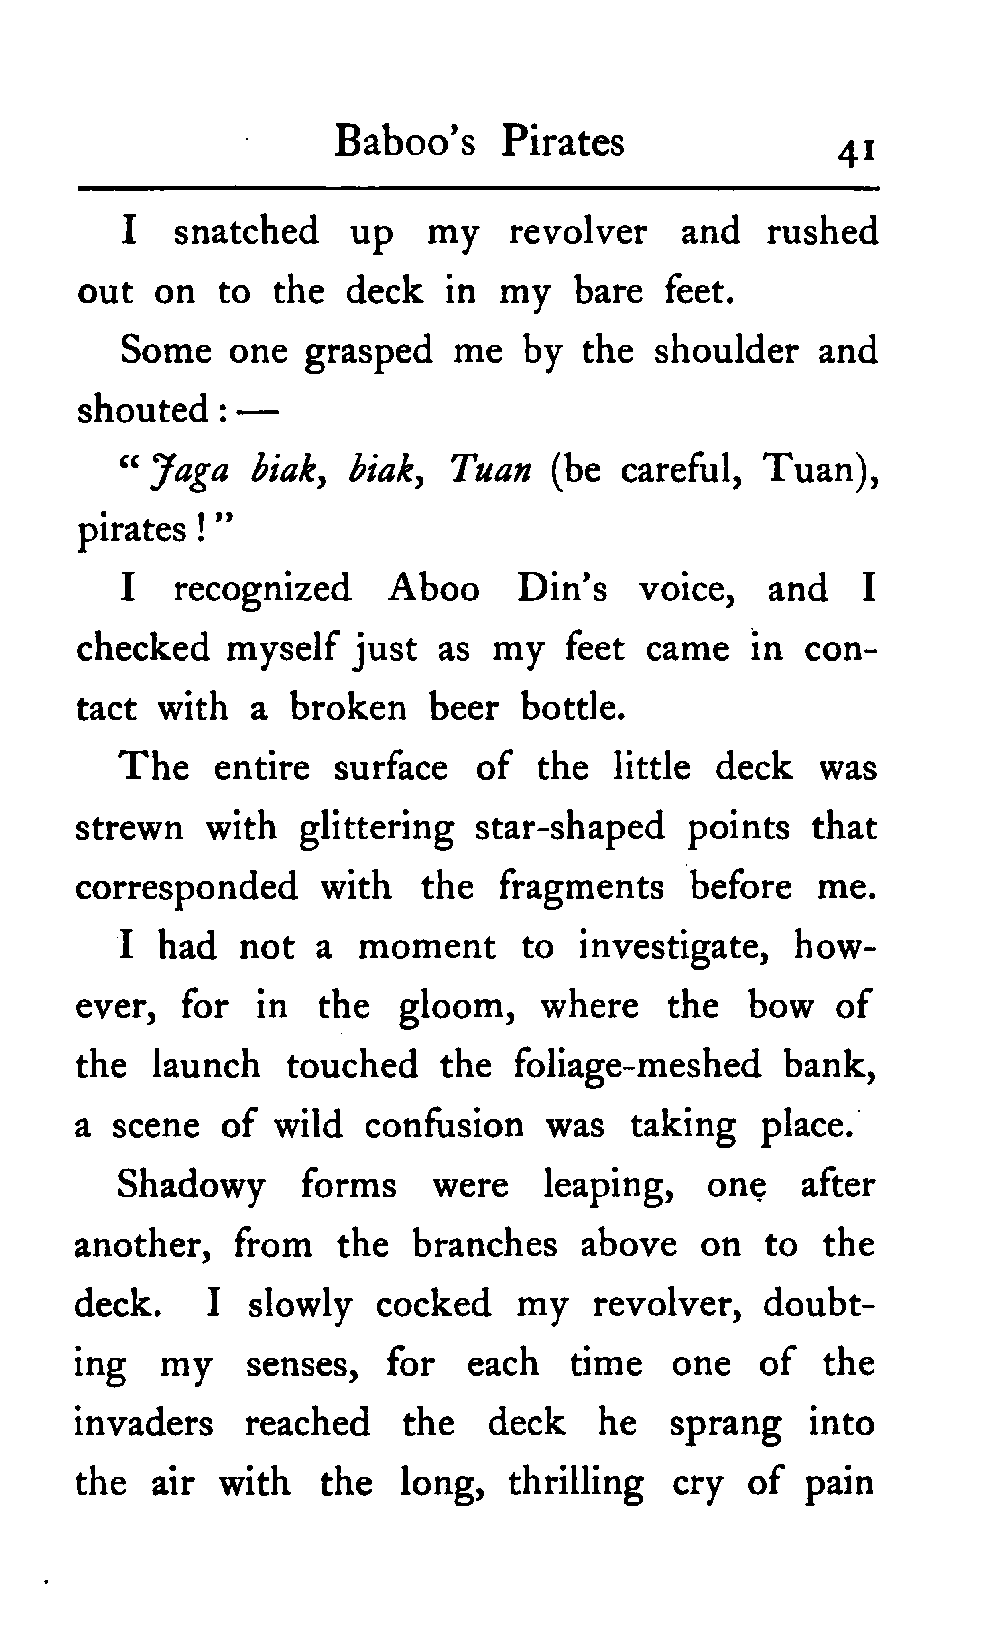 Baboo's Pirates 41
I snatched up my revolver and rushed
out on to the deck in my bare feet.
Some one grasped me by the shoulder and
shouted : —
“ Jaga biak, biak, Tuan (be careful, Tuan),
pirates ! ”
I recognized Aboo Din's voice, and I
checked myself just as my feet came in con-
tact with a broken beer bottle.
The entire surface of the little deck was
strewn with glittering star-shaped points that
corresponded with the fragments before me.
I had not a moment to investigate, how-
ever, for in the gloom, where the bow of
the launch touched the foliage-meshed bank,
a scene of wild confusion was taking place.
Shadowy forms were leaping, one after
another, from the branches above on to the
deck. I slowly cocked my revolver, doubt-
ing my senses, for each time one of the
invaders reached the deck he sprang into
the air with the long, thrilling cry of pain